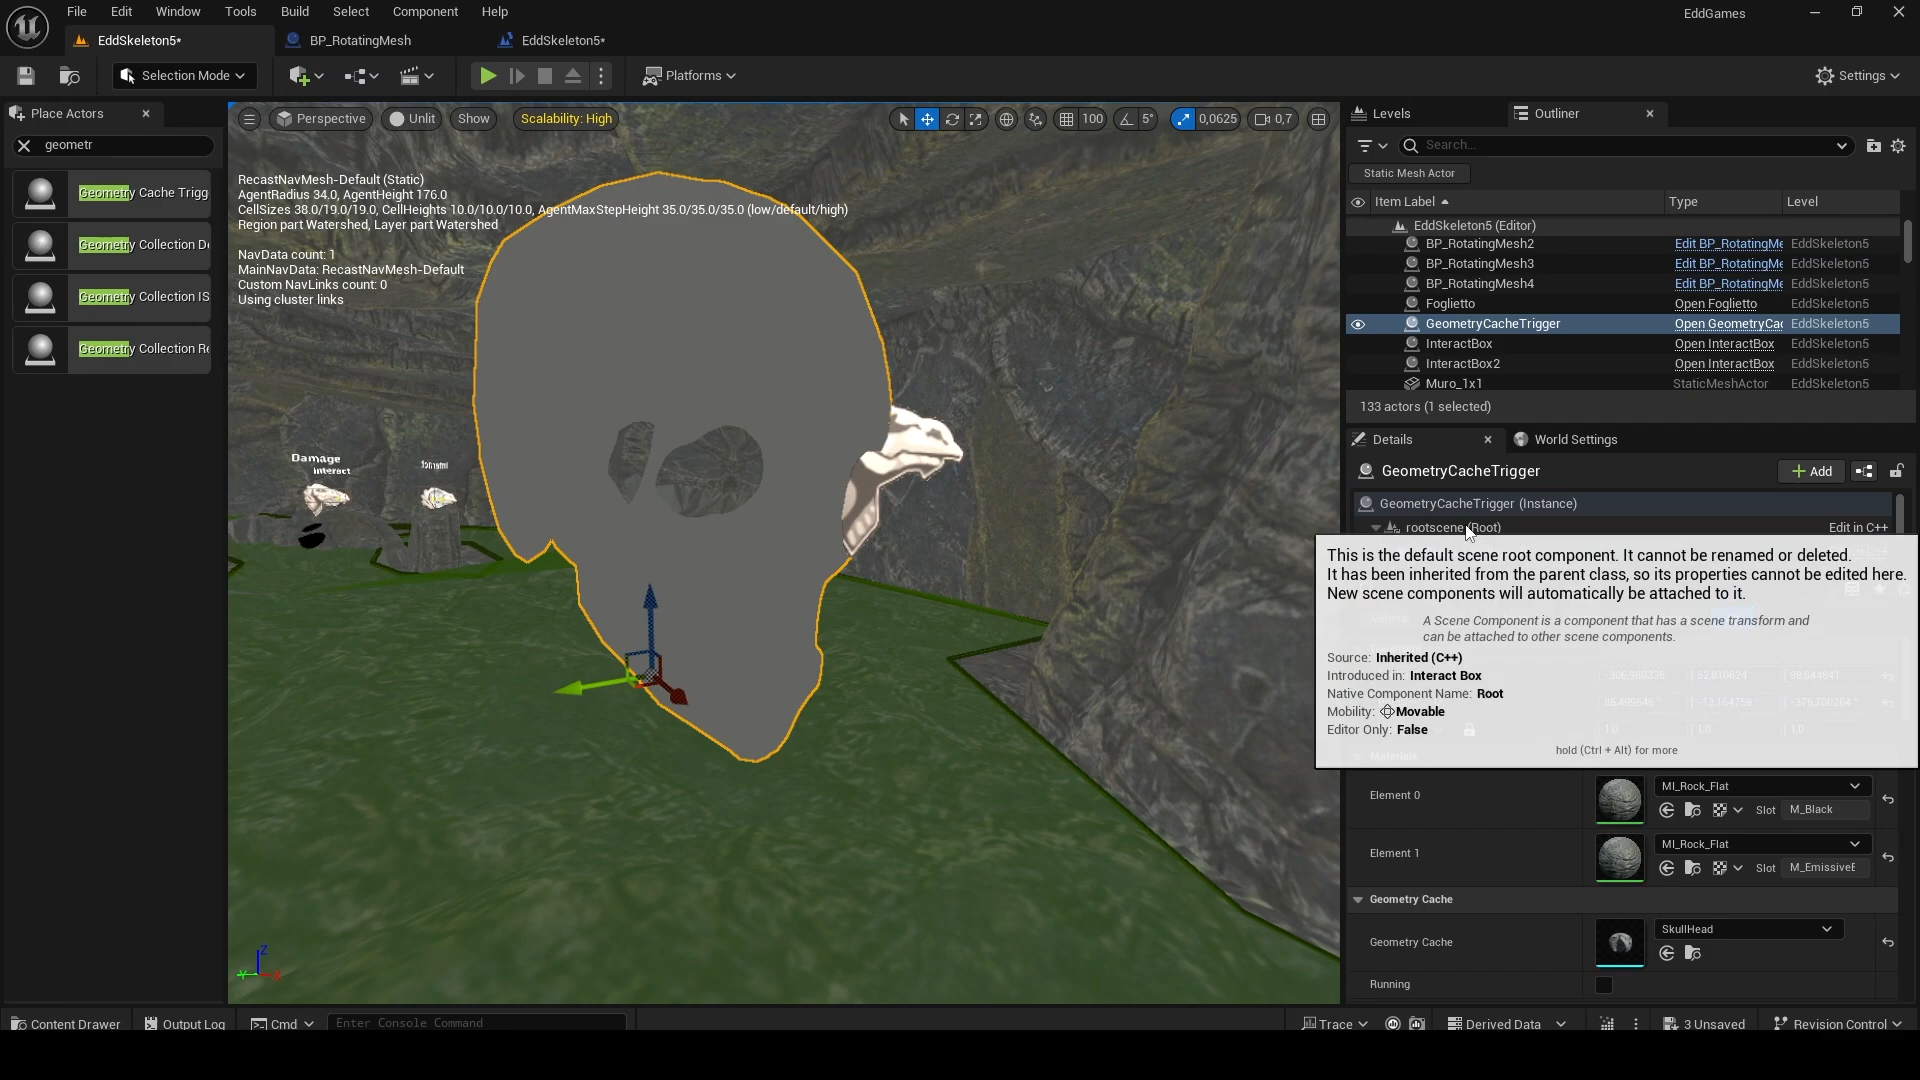 File Edit Window Tools Build Select Component Help
EddGames
EddSkeleton5*
BP_RotatingMesh
EddSkeleton5*
Selection Mode
Platforms
Settings
Place Actors
geometr
Geometry Cache Trigg
Geometry Collection De
Geometry Collection IS
Geometry Collection Re
Perspective
Unlit
Show
Scalability: High
100
5°
0,0625
0,7
RecastNavMesh-Default (Static)
AgentRadius 34.0, AgentHeight 176.0
CellSizes 38.0/19.0/19.0, CellHeights 10.0/10.0/10.0, AgentMaxStepHeight 35.0/35.0/35.0 (low/default/high)
Region part Watershed, Layer part Watershed
NavData count: 1
MainNavData: RecastNavMesh-Default
Custom NavLinks count: 0
Using cluster links
Damage
Interact
Z
Levels
Outliner
Search...
Static Mesh Actor
Item Label Type Level
EddSkeleton5 (Editor)
BP_RotatingMesh2 Edit BP_RotatingMe EddSkeleton5
BP_RotatingMesh3 Edit BP_RotatingMe EddSkeleton5
BP_RotatingMesh4 Edit BP_RotatingMe EddSkeleton5
Foglietto Open Foglietto EddSkeleton5
GeometryCacheTrigger Open GeometryCac EddSkeleton5
InteractBox Open InteractBox EddSkeleton5
InteractBox2 Open InteractBox EddSkeleton5
Muro_1x1 StaticMeshActor EddSkeleton5
133 actors (1 selected)
Details
World Settings
GeometryCacheTrigger
Add
GeometryCacheTrigger (Instance)
rootscene (Root) Edit in C++
This is the default scene root component. It cannot be renamed or deleted.
It has been inherited from the parent class, so its properties cannot be edited here.
New scene components will automatically be attached to it.
A Scene Component is a component that has a scene transform and
can be attached to other scene components.
Source: Inherited (C++)
Introduced in: Interact Box
Native Component Name: Root
Mobility: Movable
Editor Only: False
hold (Ctrl + Alt) for more
Materials
Element 0
MI_Rock_Flat
Slot M_Black
Element 1
MI_Rock_Flat
Slot M_EmissiveE
Geometry Cache
Geometry Cache
SkullHead
Running
Content Drawer
Output Log
Cmd
Enter Console Command
Trace
Derived Data
3 Unsaved
Revision Control